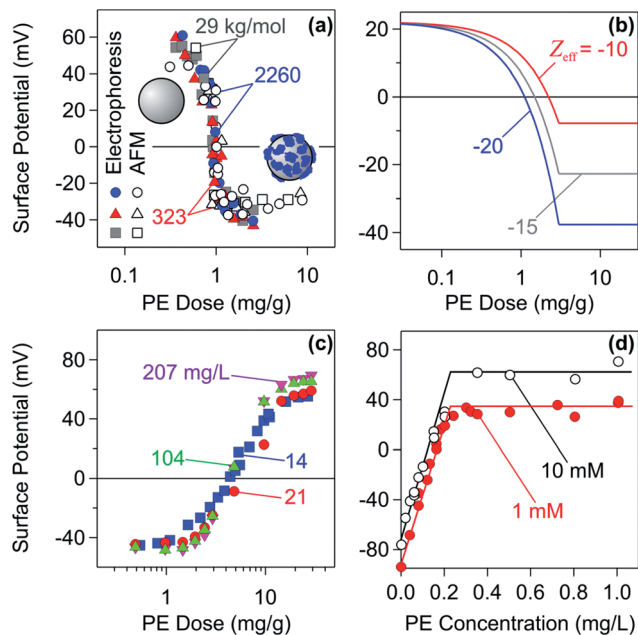 (a)
29 kg/mol
2260
323
Electrophoresis
AFM
60
40
20
0
-20
-40
0.1
1
10
Surface Potential (mV)
PE Dose (mg/g)
(b)
Zeff = -10
-20
-15
20
0
-20
-40
0.1
1
10
PE Dose (mg/g)
(c)
207 mg/L
104
14
21
80
40
0
-40
1
10
Surface Potential (mV)
PE Dose (mg/g)
(d)
10 mM
1 mM
80
40
0
-40
-80
0.0
0.2
0.4
0.6
0.8
1.0
PE Concentration (mg/L)